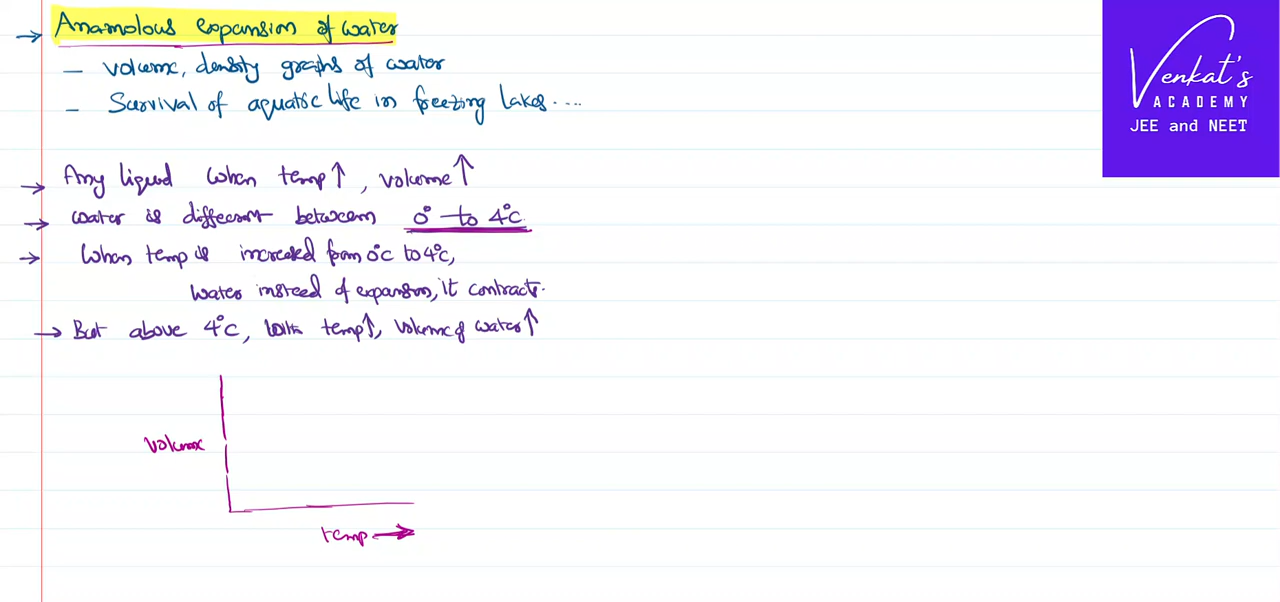 → Anamolous expansion of water
– volume, density graphs of water
– Survival of aquatic life in freezing lakes....
→ Any liquid when temp↑, volume↑
→ water is different between 0° to 4°C.
→ When temp is increased from 0°C to 4°C,
Water instead of expansion, it contracts.
→ But above 4°C, with temp↑, volume of water↑
volume
temp →
Venkat's
ACADEMY
JEE and NEET